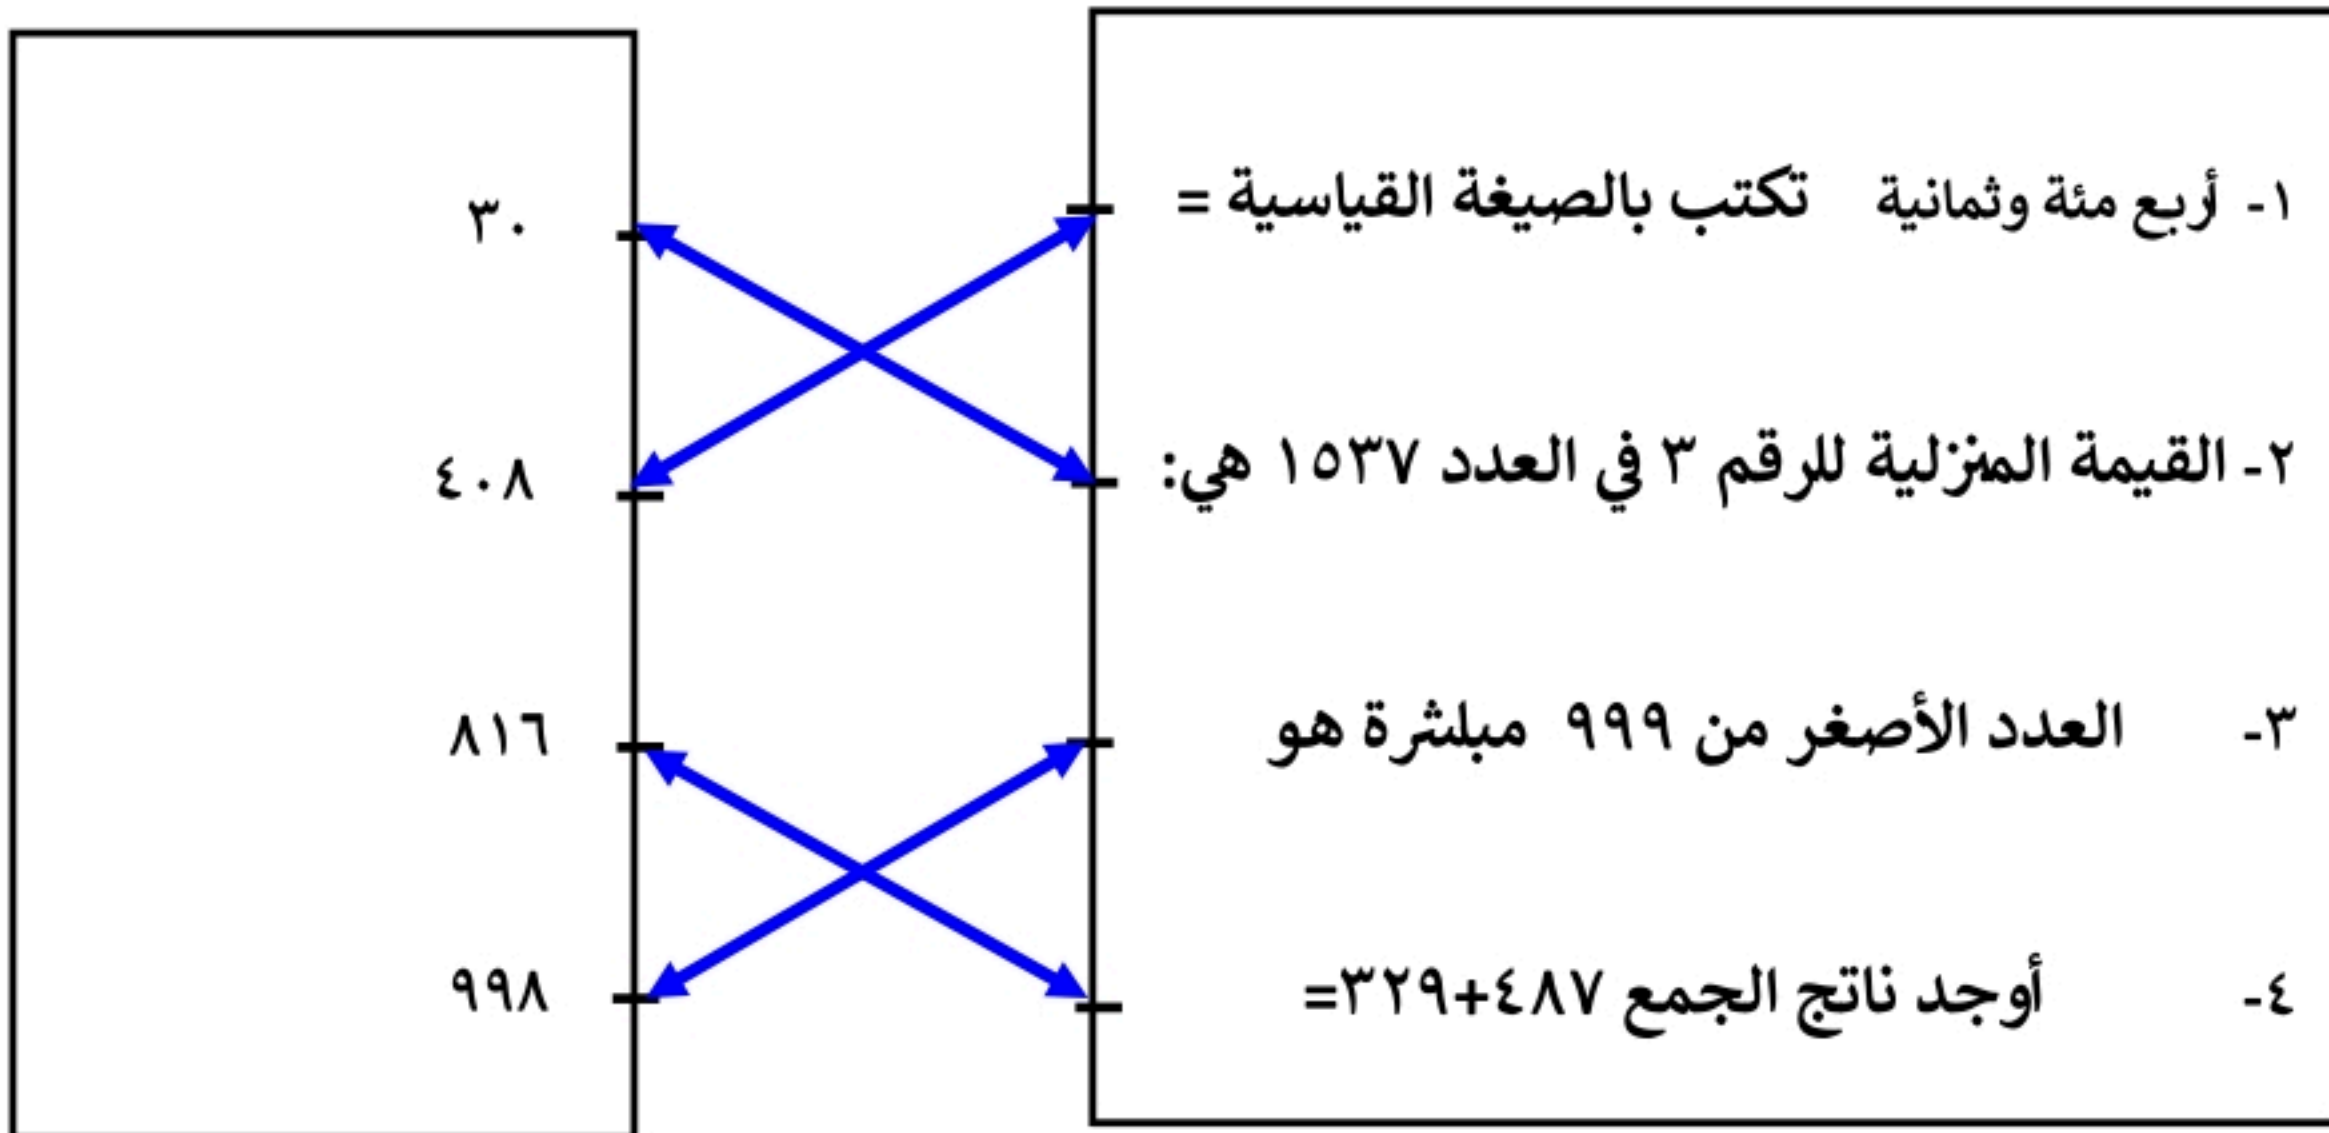 ١- أربع مئة وثمانية تكتب بالصيغة القياسية =
٢- القيمة المنزلية للرقم ٣ في العدد ١٥٣٧ هي:
٣- العدد الأصغر من ٩٩٩ مبلشرة هو
٤- أوجد ناتج الجمع ٤٨٧+٣٢٩=
٣٠
٤٠٨
٨١٦
٩٩٨